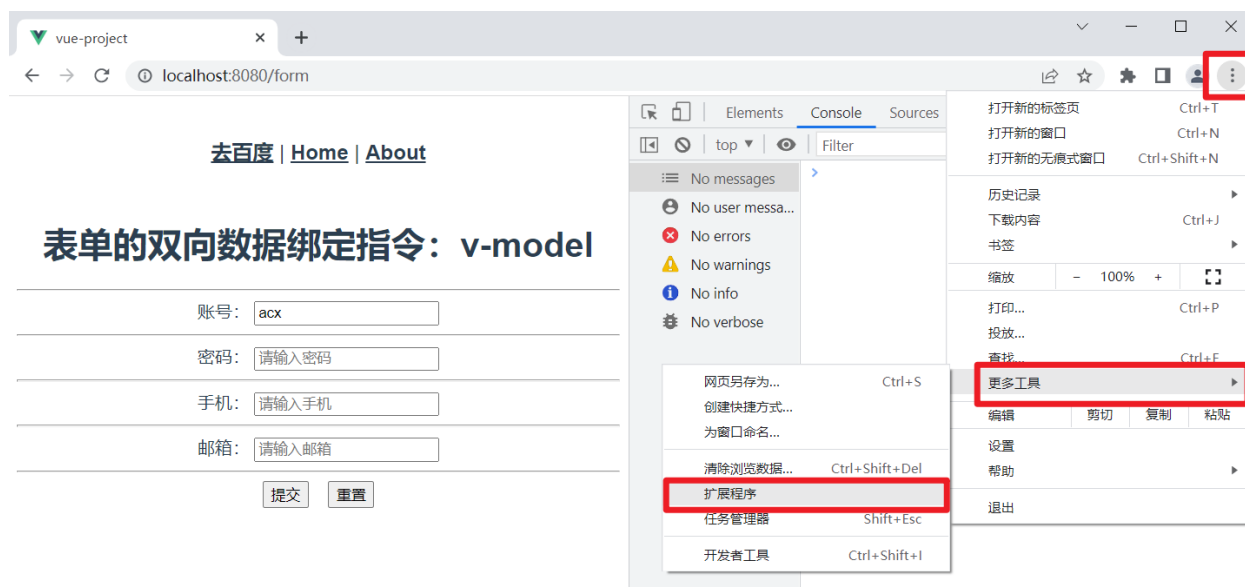 vue-project
localhost:8080/form
去百度 | Home | About
表单的双向数据绑定指令：v-model
账号： acx
密码： 请输入密码
手机： 请输入手机
邮箱： 请输入邮箱
提交 重置
Elements Console Sources
top Filter
No messages
No user messa...
No errors
No warnings
No info
No verbose
打开新的标签页 Ctrl+T
打开新的窗口 Ctrl+N
打开新的无痕式窗口 Ctrl+Shift+N
历史记录
下载内容 Ctrl+J
书签
缩放 - 100% +
打印... Ctrl+P
投放...
查找... Ctrl+F
更多工具
编辑 剪切 复制 粘贴
设置
帮助
退出
网页另存为... Ctrl+S
创建快捷方式...
为窗口命名...
清除浏览数据... Ctrl+Shift+Del
扩展程序
任务管理器 Shift+Esc
开发者工具 Ctrl+Shift+I